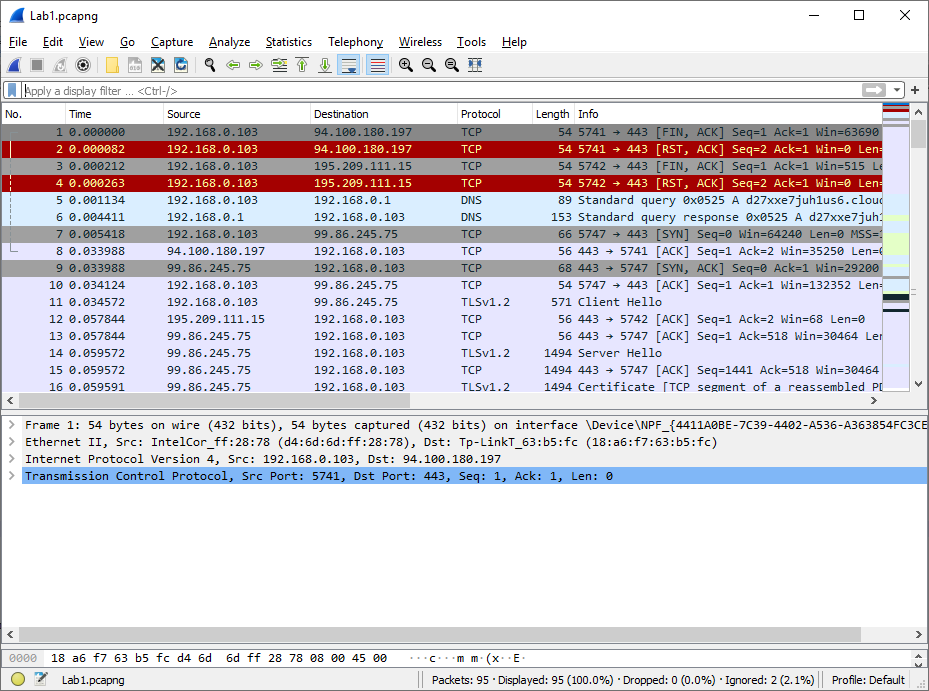 Lab1.pcapng
File Edit View Go Capture Analyze Statistics Telephony Wireless Tools Help
Apply a display filter ... <Ctrl-/>
No. Time Source Destination Protocol Length Info
1 0.000000 192.168.0.103 94.100.180.197 TCP 54 5741 → 443 [FIN, ACK] Seq=1 Ack=1 Win=63690
2 0.000082 192.168.0.103 94.100.180.197 TCP 54 5741 → 443 [RST, ACK] Seq=2 Ack=1 Win=0 Len=
3 0.000212 192.168.0.103 195.209.111.15 TCP 54 5742 → 443 [FIN, ACK] Seq=1 Ack=1 Win=515 L
4 0.000263 192.168.0.103 195.209.111.15 TCP 54 5742 → 443 [RST, ACK] Seq=2 Ack=1 Win=0 Len=
5 0.001134 192.168.0.103 192.168.0.1 DNS 89 Standard query 0x0525 A d27xxe7juh1us6.cloud
6 0.004411 192.168.0.1 192.168.0.103 DNS 153 Standard query response 0x0525 A d27xxe7juh1
7 0.005418 192.168.0.103 99.86.245.75 TCP 66 5747 → 443 [SYN] Seq=0 Win=64240 Len=0 MSS=1
8 0.033988 94.100.180.197 192.168.0.103 TCP 56 443 → 5741 [ACK] Seq=1 Ack=2 Win=35250 Len=
9 0.033988 99.86.245.75 192.168.0.103 TCP 68 443 → 5747 [SYN, ACK] Seq=0 Ack=1 Win=29200
10 0.034124 192.168.0.103 99.86.245.75 TCP 54 5747 → 443 [ACK] Seq=1 Ack=1 Win=132352 Len=
11 0.034572 192.168.0.103 99.86.245.75 TLSv1.2 571 Client Hello
12 0.057844 195.209.111.15 192.168.0.103 TCP 56 443 → 5742 [ACK] Seq=1 Ack=2 Win=68 Len=0
13 0.057844 99.86.245.75 192.168.0.103 TCP 56 443 → 5747 [ACK] Seq=1 Ack=518 Win=30464 Len=
14 0.059572 99.86.245.75 192.168.0.103 TLSv1.2 1494 Server Hello
15 0.059572 99.86.245.75 192.168.0.103 TCP 1494 443 → 5747 [ACK] Seq=1441 Ack=518 Win=30464
16 0.059591 99.86.245.75 192.168.0.103 TLSv1.2 1494 Certificate [TCP segment of a reassembled PD
Frame 1: 54 bytes on wire (432 bits), 54 bytes captured (432 bits) on interface \Device\NPF_{4411A0BE-7C39-4402-A536-A363854FC3CE
Ethernet II, Src: IntelCor_ff:28:78 (d4:6d:6d:ff:28:78), Dst: Tp-LinkT_63:b5:fc (18:a6:f7:63:b5:fc)
Internet Protocol Version 4, Src: 192.168.0.103, Dst: 94.100.180.197
Transmission Control Protocol, Src Port: 5741, Dst Port: 443, Seq: 1, Ack: 1, Len: 0
0000 18 a6 f7 63 b5 fc d4 6d 6d ff 28 78 08 00 45 00 ···c···m m·(x··E·
Lab1.pcapng Packets: 95 · Displayed: 95 (100.0%) · Dropped: 0 (0.0%) · Ignored: 2 (2.1%) Profile: Default